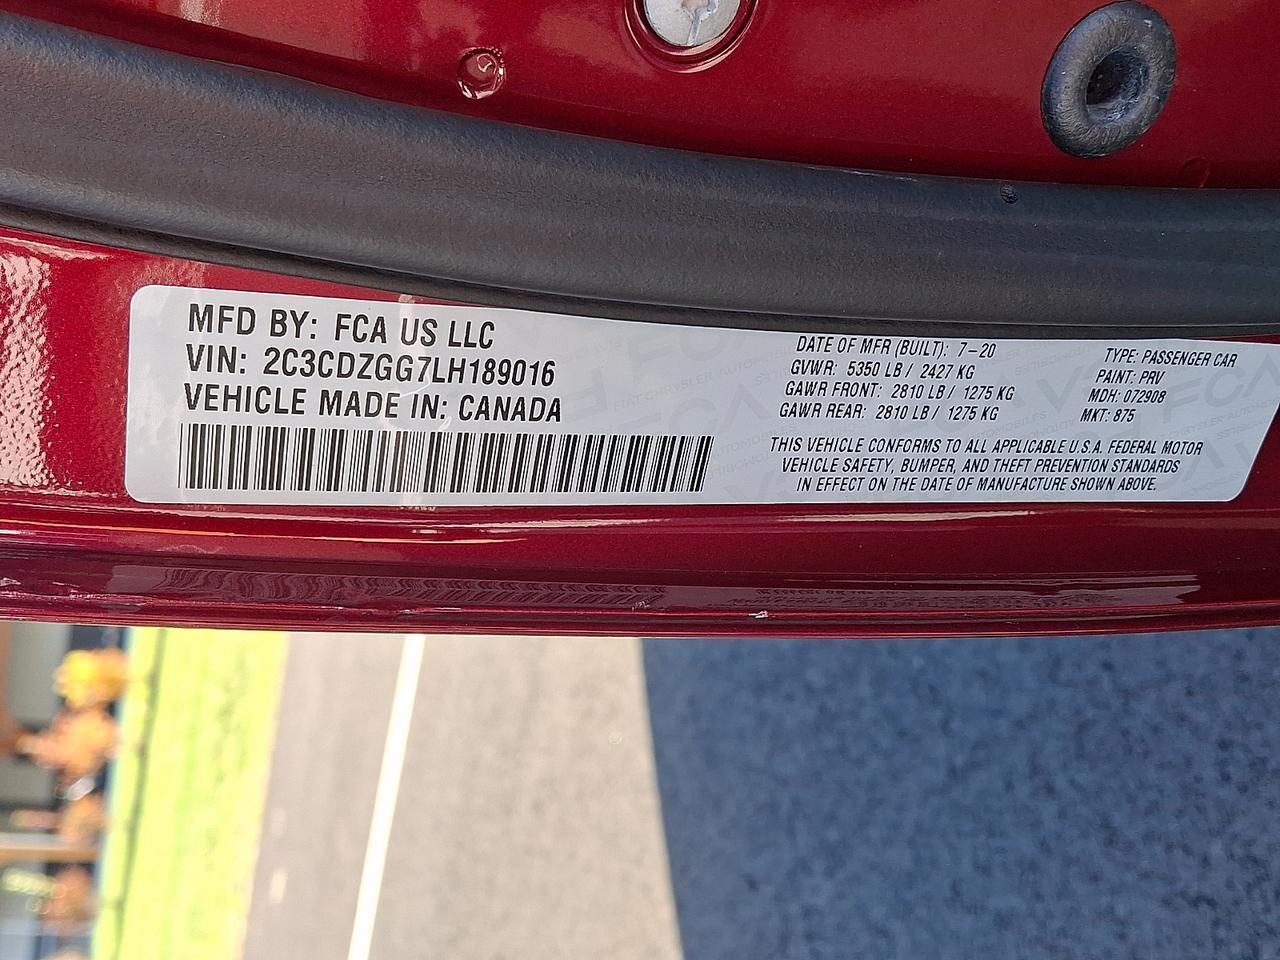 MFD BY: FCA US LLC
VIN: 2C3CDZGG7LH189016
VEHICLE MADE IN: CANADA
DATE OF MFR (BUILT): 7-20
GVWR: 5350 LB / 2427 KG
GAWR FRONT: 2810 LB / 1275 KG
GAWR REAR: 2810 LB / 1275 KG
TYPE: PASSENGER CAR
PAINT: PRV
MDH: 072908
MKT: 875
THIS VEHICLE CONFORMS TO ALL APPLICABLE U.S.A. FEDERAL MOTOR
VEHICLE SAFETY, BUMPER, AND THEFT PREVENTION STANDARDS
IN EFFECT ON THE DATE OF MANUFACTURE SHOWN ABOVE.